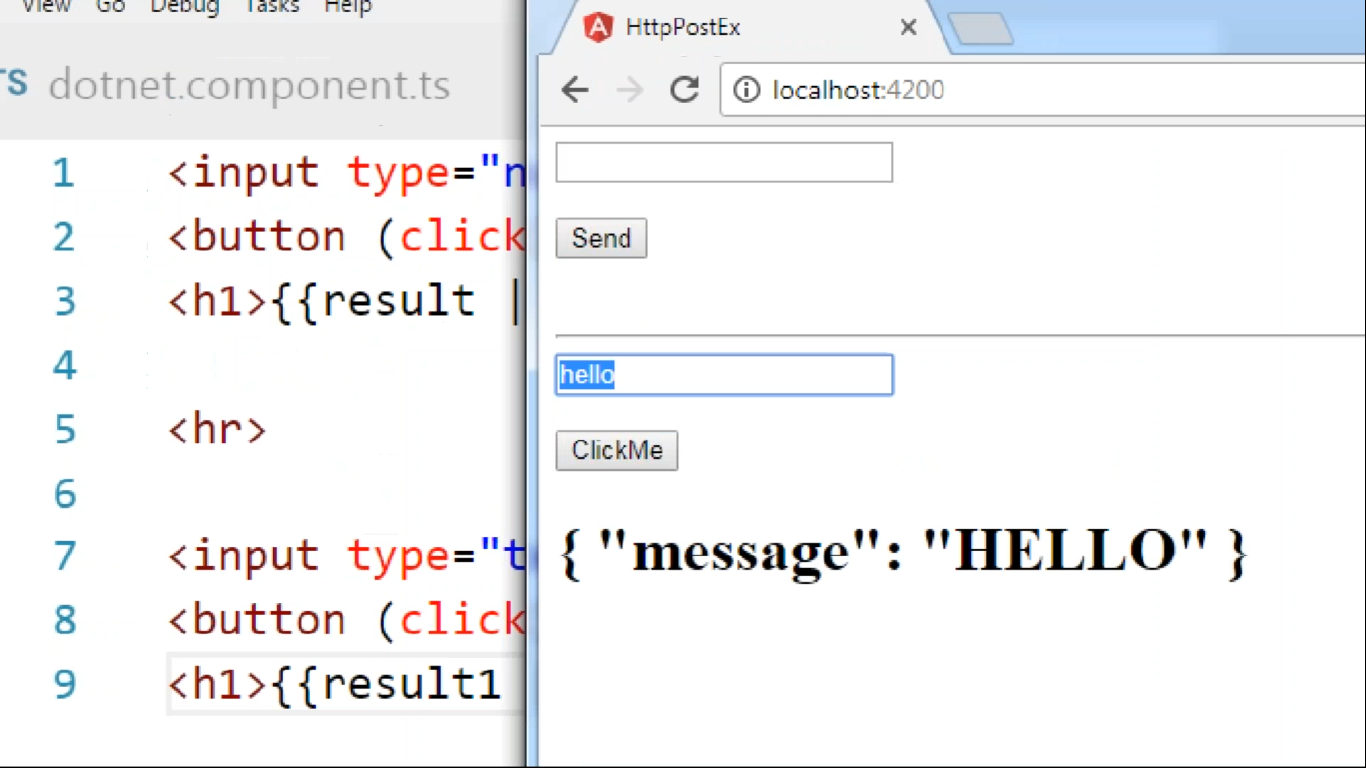 View Go Debug Tasks Help
TS dotnet.component.ts
1 <input type="n
2 <button (click
3 <h1>{{result |
4
5 <hr>
6
7 <input type="t
8 <button (click
9 <h1>{{result1
HttpPostEx
localhost:4200
Send
hello
ClickMe
{ "message": "HELLO" }